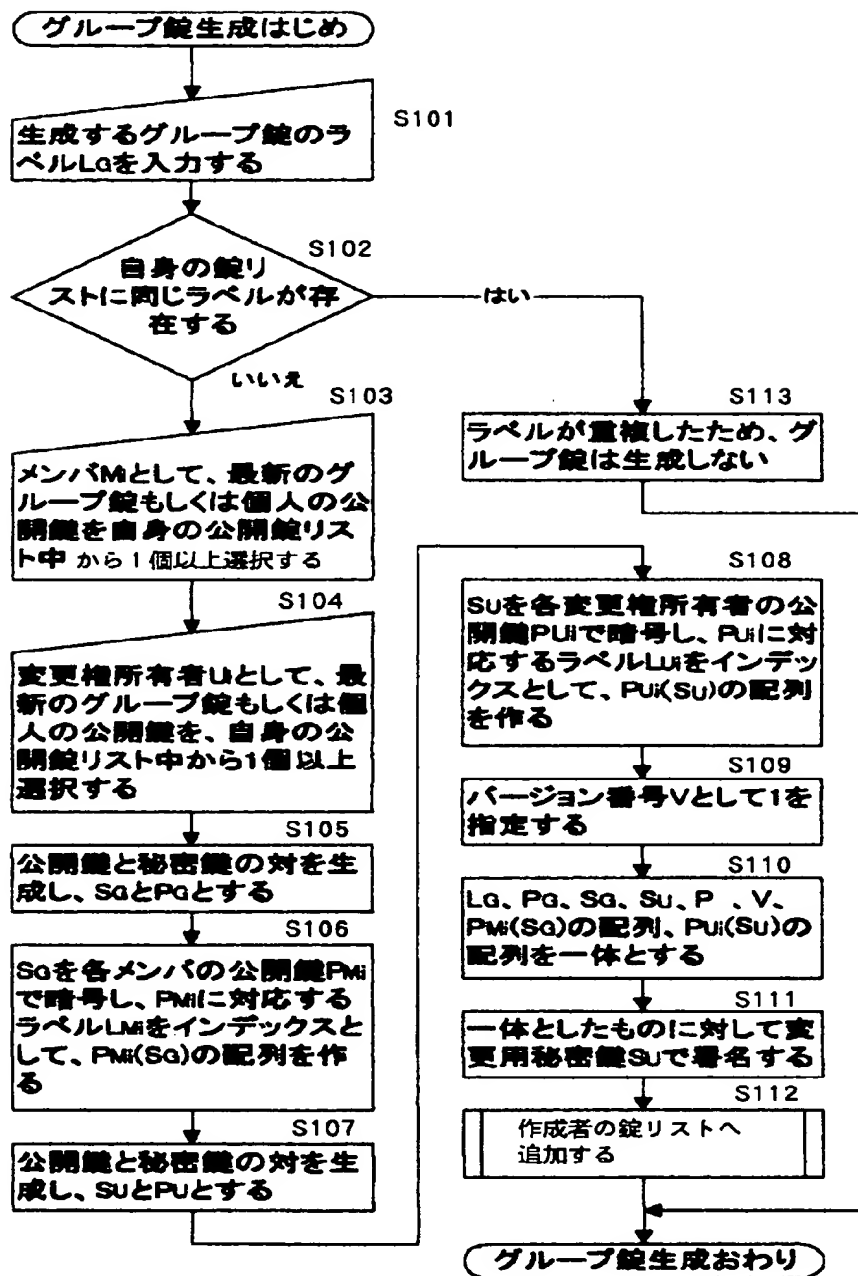 グループ錠生成はじめ
S101
生成するグループ錠のラ
ベルLGを入力する
S102
自身の錠リ
ストに同じラベルが存
在する
はい
いいえ
S103
メンバMiとして、最新のグ
ループ錠もしくは個人の公
開鍵を自身の公開錠リスト
中から1個以上選択する
S104
変更権所有者Uiとして、最
新のグループ錠もしくは個
人の公開鍵を、自身の公
開錠リスト中から1個以上
選択する
S105
公開鍵と秘密鍵の対を生
成し、SGとPGとする
S106
SGを各メンバの公開鍵PMi
で暗号し、PMiに対応する
ラベルLMiをインデックスと
して、PMi(SG)の配列を作
る
S107
公開鍵と秘密鍵の対を生
成し、SUとPUとする
S113
ラベルが重複したため、グ
ループ錠は生成しない
S108
SUを各変更権所有者の公
開鍵PUiで暗号し、PUiに対
応するラベルLUiをインデッ
クスとして、PUi(SU)の配列
を作る
S109
バージョン番号Vとして1を
指定する
S110
LG、PG、SG、SU、P 、V、
PMi(SG)の配列、PUi(SU)の
配列を一体とする
S111
一体としたものに対して変
更用秘密鍵SUで署名する
S112
作成者の錠リストへ
追加する
グループ錠生成おわり